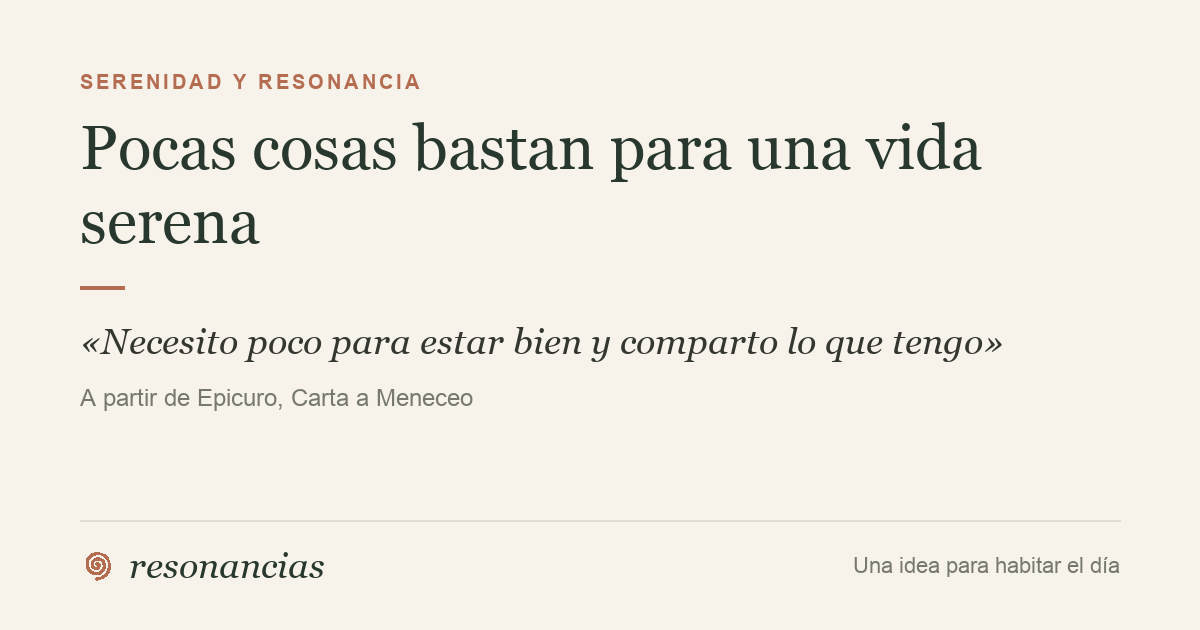 SERENIDAD Y RESONANCIA
Pocas cosas bastan para una vida
serena
«Necesito poco para estar bien y comparto lo que tengo»
A partir de Epicuro, Carta a Meneceo
resonancias
Una idea para habitar el día